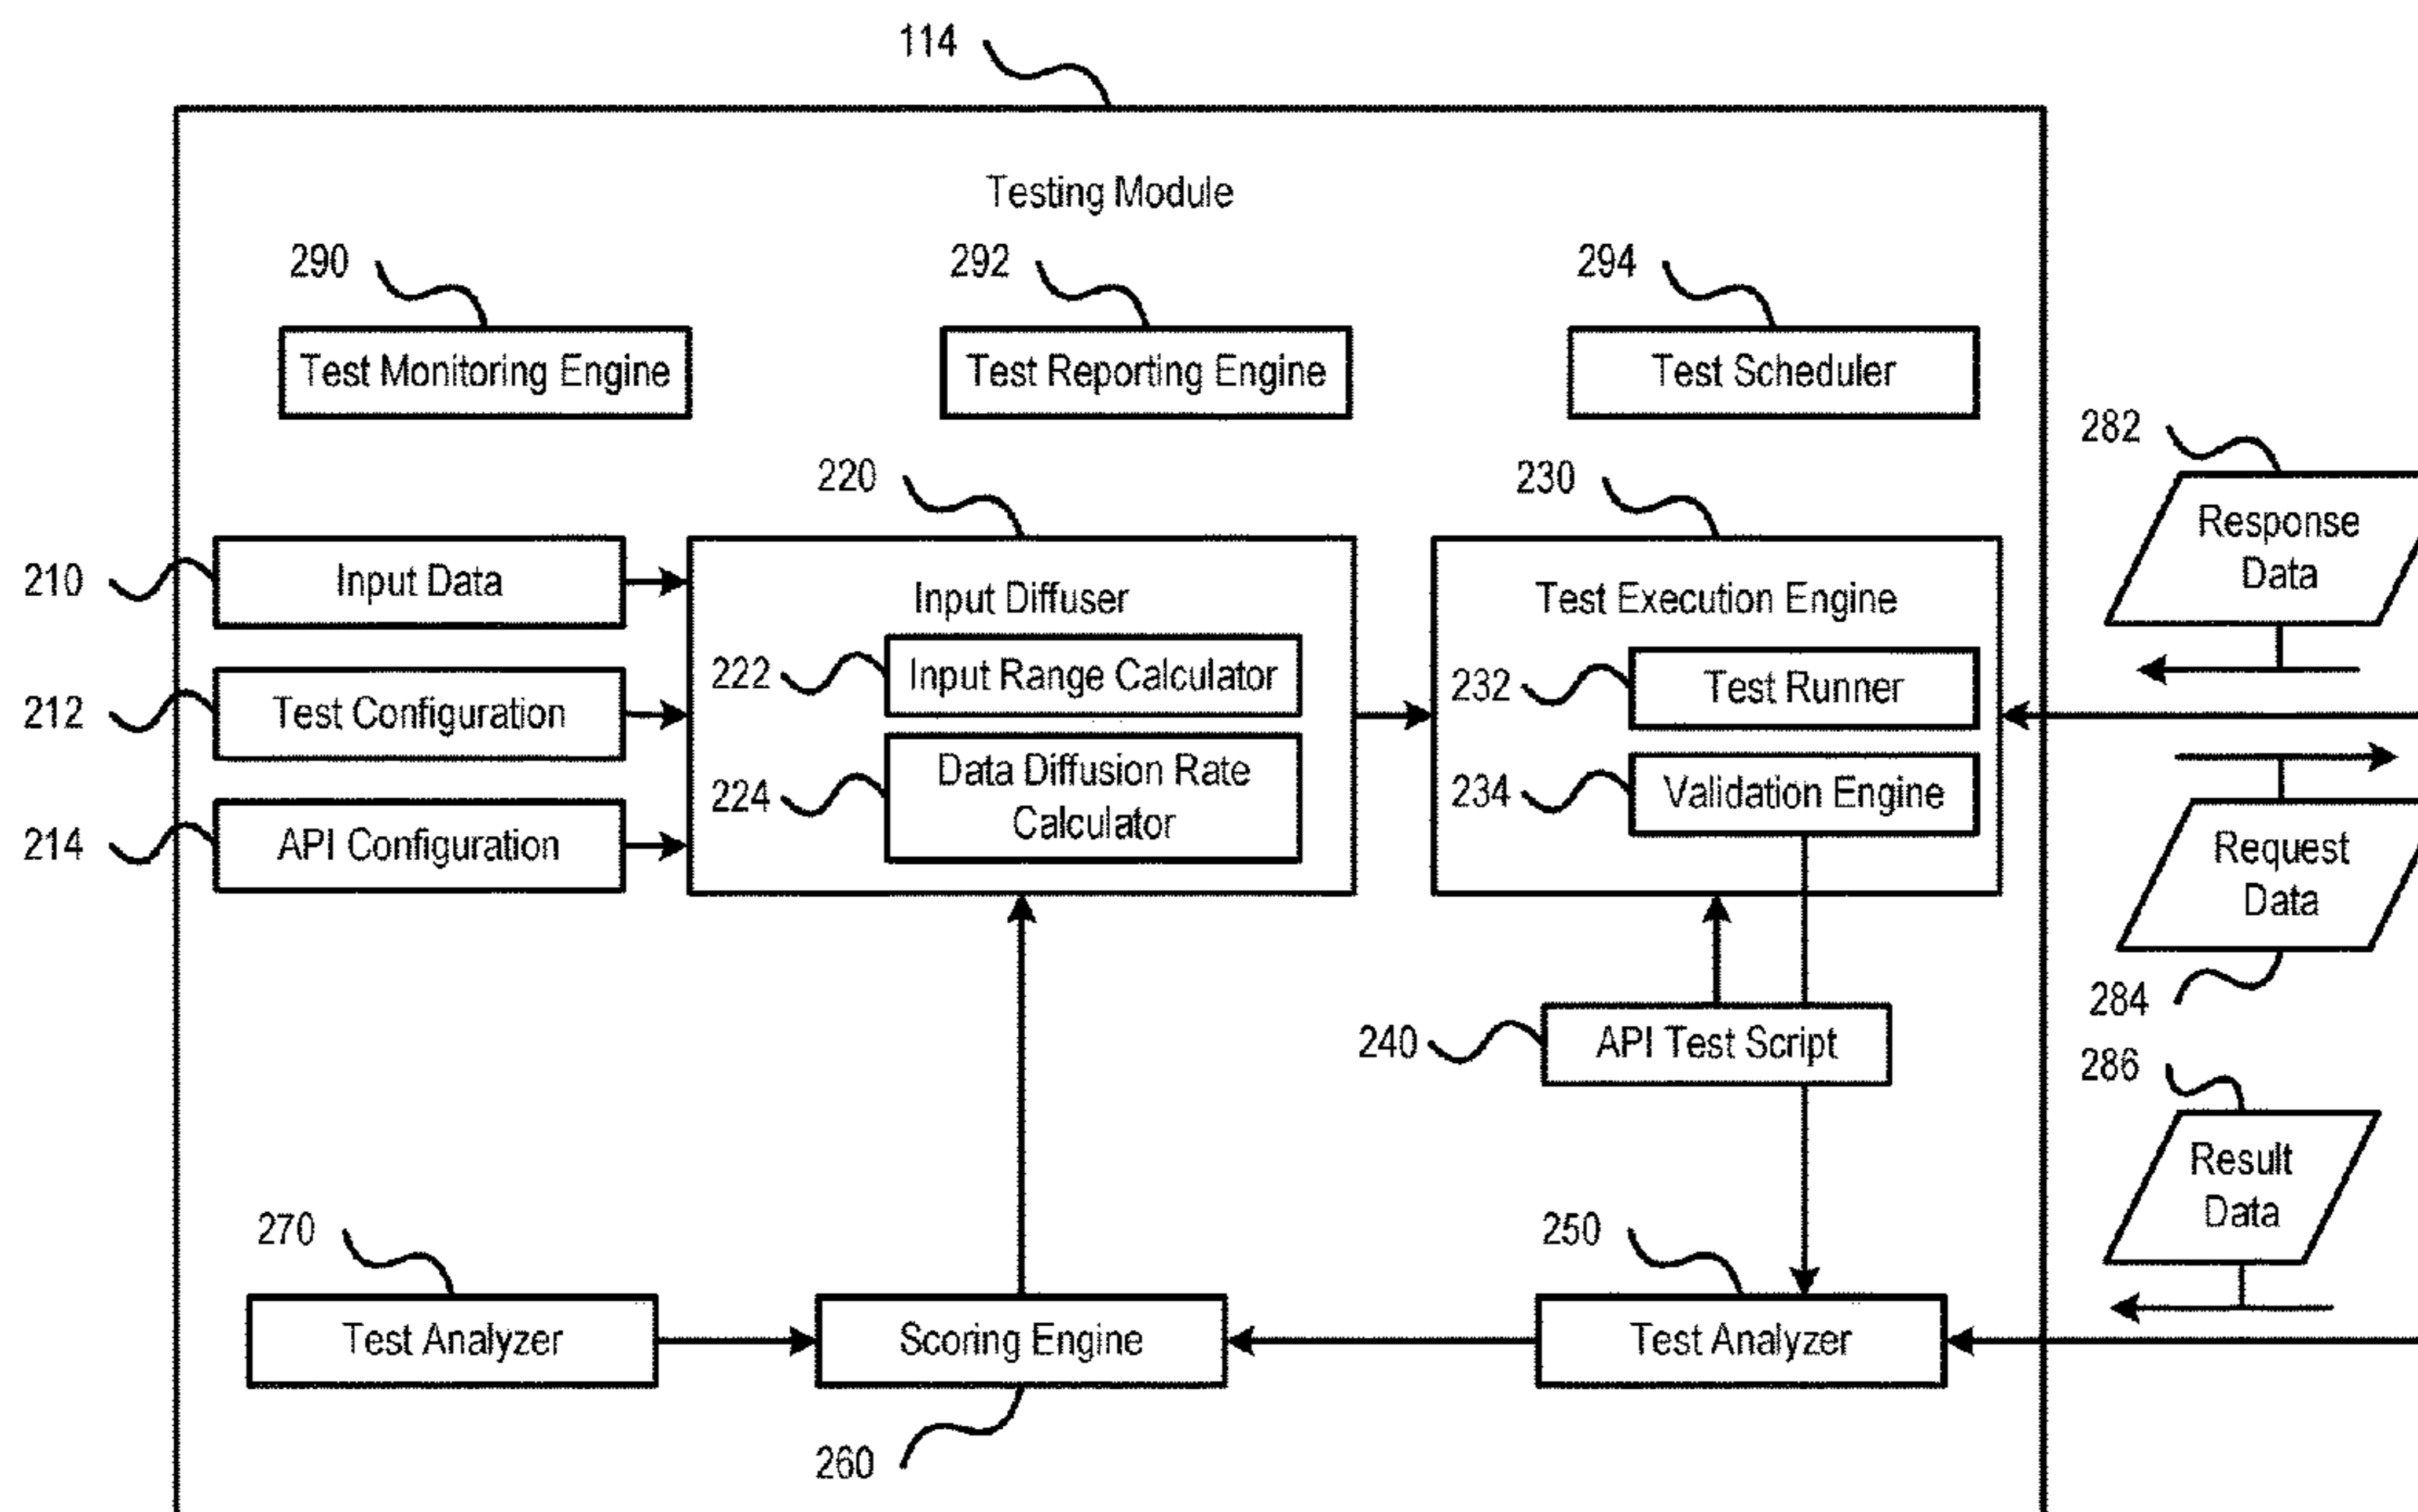 114
Testing Module
290
292
294
Test Monitoring Engine
Test Reporting Engine
Test Scheduler
282
Response
Data
220
230
210
Input Data
Input Diffuser
Test Execution Engine
222
Input Range Calculator
232
Test Runner
212
Test Configuration
224
Data Diffusion Rate
Calculator
234
Validation Engine
214
API Configuration
Request
Data
284
240
API Test Script
286
Result
Data
270
250
Test Analyzer
Scoring Engine
Test Analyzer
260